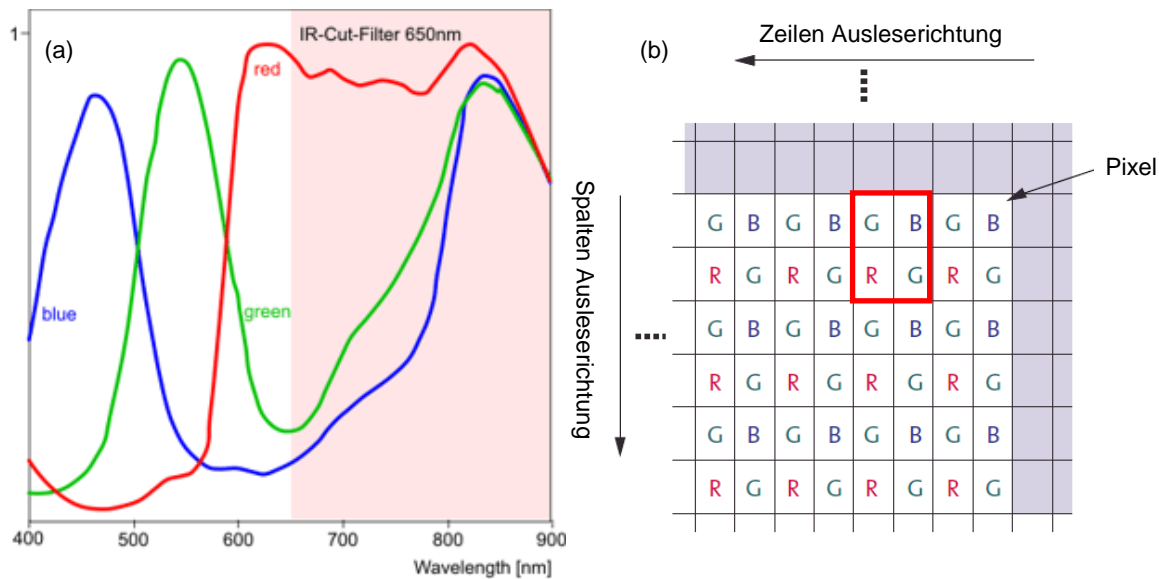 1
(a)
IR-Cut-Filter 650nm
red
blue
green
400 500 600 700 800 900
Wavelength [nm]
(b)
Zeilen Ausleserichtung
Spalten Ausleserichtung
Pixel
G B G B G B G B
R G R G R G R G
G B G B G B G B
R G R G R G R G
G B G B G B G B
R G R G R G R G